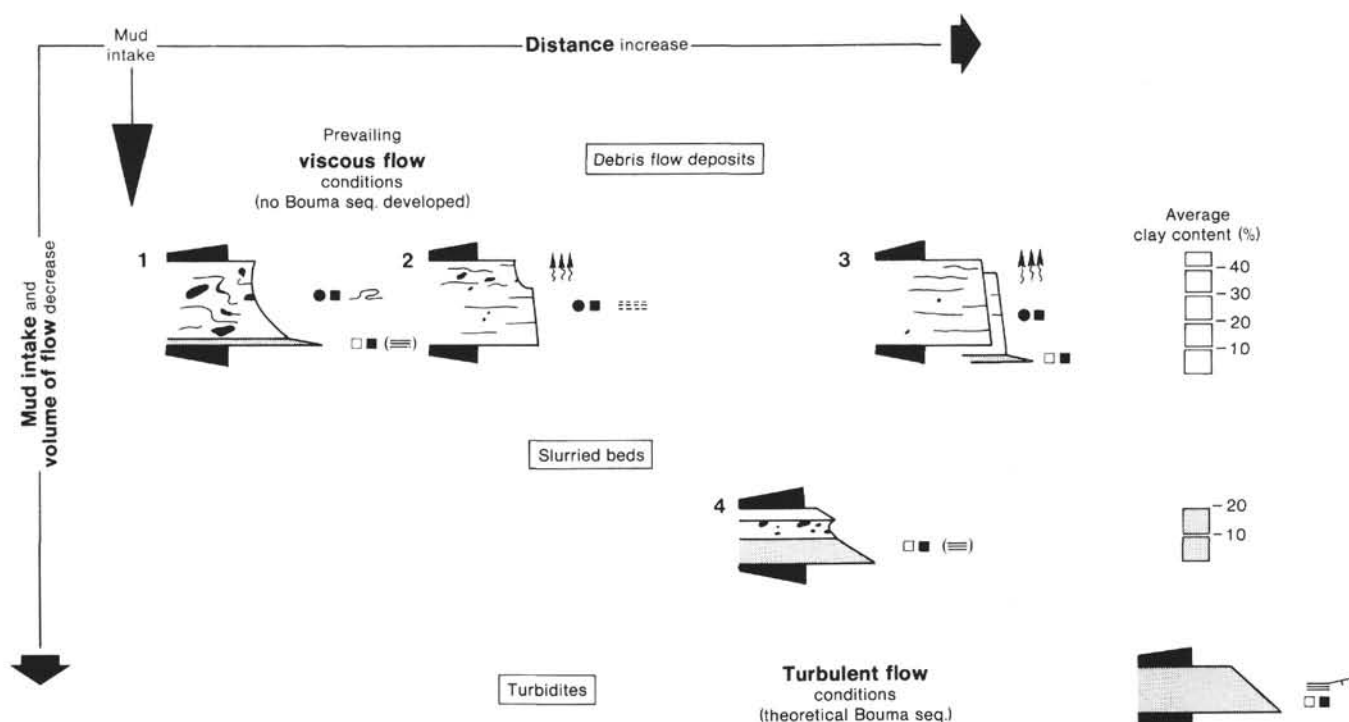 Mud
intake
Distance increase
Prevailing
viscous flow
conditions
(no Bouma seq. developed)
Debris flow deposits
Average
clay content (%)
1
2
3
40
30
20
10
Mud intake and
volume of flow decrease
Slurried beds
4
20
10
Turbidites
Turbulent flow
conditions
(theoretical Bouma seq.)